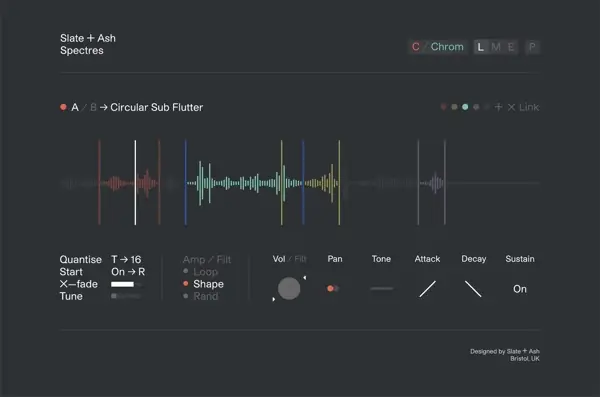 Slate + Ash
Spectres
C / Chrom L M E P
A / B → Circular Sub Flutter
+ × Link
Quantise T → 16
Start On → R
X—fade
Tune
Amp / Filt
Loop
Shape
Rand
Vol / Filt Pan Tone Attack Decay Sustain
On
Designed by Slate + Ash
Bristol, UK